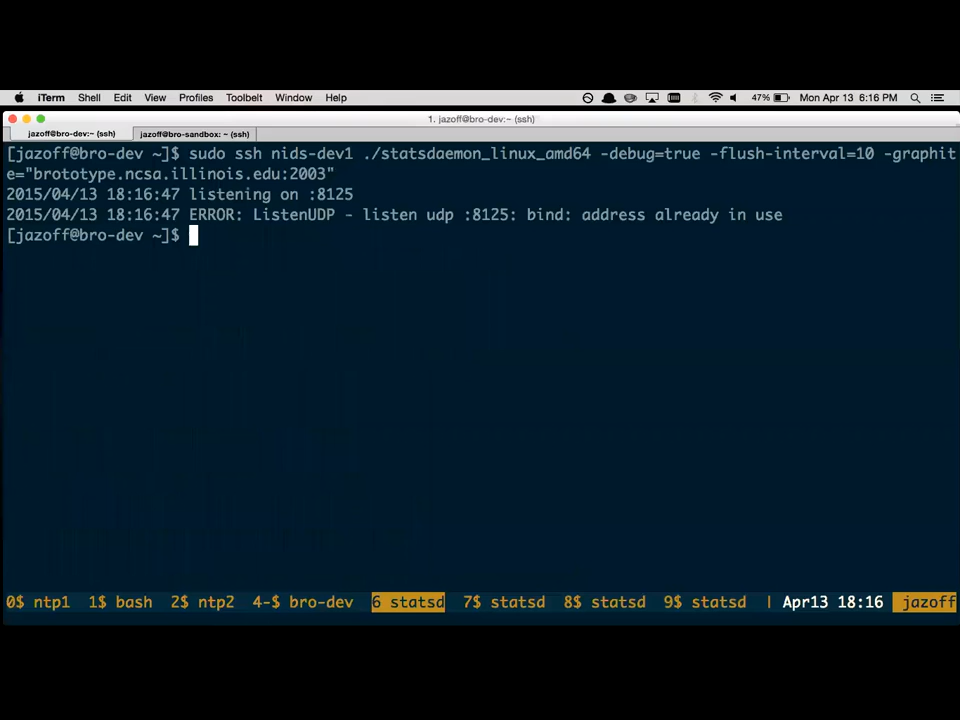 iTerm Shell Edit View Profiles Toolbelt Window Help 47% Mon Apr 13 6:16 PM
1. jazoff@bro-dev:~ (ssh)
jazoff@bro-dev:~ (ssh) jazoff@bro-sandbox: ~ (ssh)
[jazoff@bro-dev ~]$ sudo ssh nids-dev1 ./statsdaemon_linux_amd64 -debug=true -flush-interval=10 -graphit
e="brototype.ncsa.illinois.edu:2003"
2015/04/13 18:16:47 listening on :8125
2015/04/13 18:16:47 ERROR: ListenUDP - listen udp :8125: bind: address already in use
[jazoff@bro-dev ~]$
0$ ntp1 1$ bash 2$ ntp2 4-$ bro-dev 6 statsd 7$ statsd 8$ statsd 9$ statsd | Apr13 18:16 jazoff